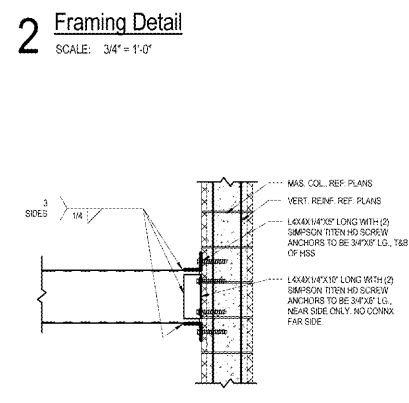 2
Framing Detail
SCALE: 3/4" = 1'-0"
MAS. COL., REF. PLANS
VERT. REINF. REF. PLANS
3
SIDES
1/4
L4X4X1/4"X5" LONG WITH (2)
SIMPSON TITEN HD SCREW
ANCHORS TO BE 3/4"X6" LG., T&B
OF HSS
L4X4X1/4"X10" LONG WITH (2)
SIMPSON TITEN HD SCREW
ANCHORS TO BE 3/4"X6" LG.,
NEAR SIDE ONLY. NO CONNX.
FAR SIDE.